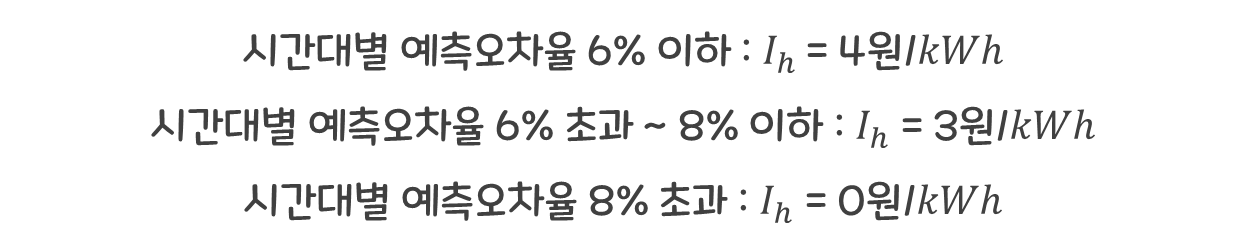 시간대별 예측오차율 6% 이하 : I_h = 4원/kWh
시간대별 예측오차율 6% 초과 ~ 8% 이하 : I_h = 3원/kWh
시간대별 예측오차율 8% 초과 : I_h = 0원/kWh